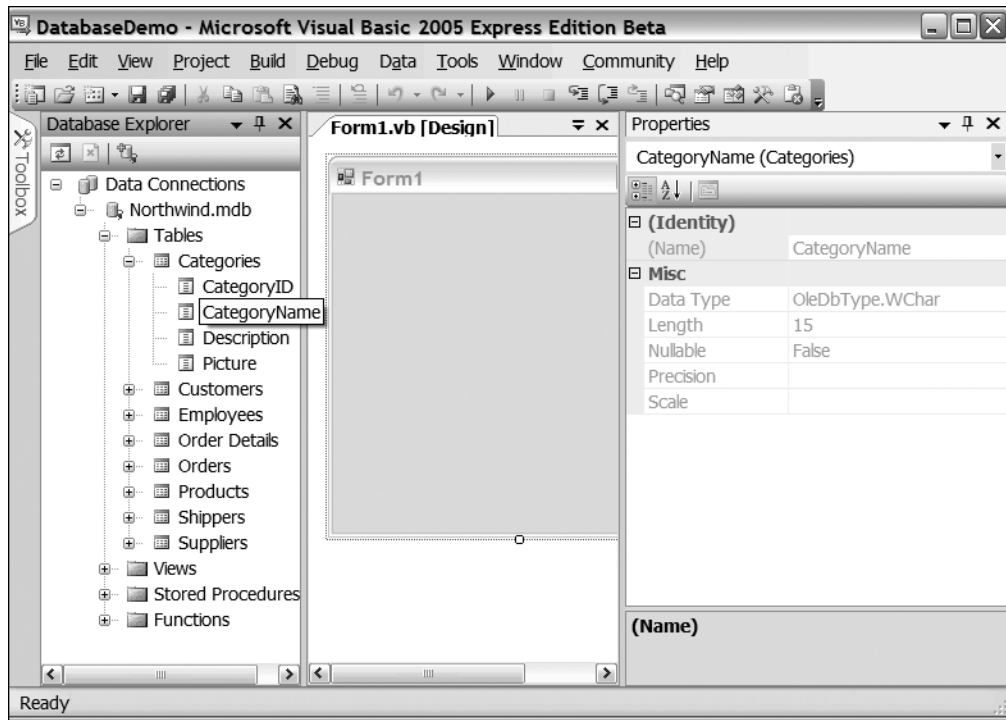 DatabaseDemo - Microsoft Visual Basic 2005 Express Edition Beta
File Edit View Project Build Debug Data Tools Window Community Help
Toolbox
Database Explorer
Data Connections
Northwind.mdb
Tables
Categories
CategoryID
CategoryName
Description
Picture
Customers
Employees
Order Details
Orders
Products
Shippers
Suppliers
Views
Stored Procedures
Functions
Form1.vb [Design]
Form1
Properties
CategoryName (Categories)
(Identity)
(Name) CategoryName
Misc
Data Type OleDbType.WChar
Length 15
Nullable False
Precision
Scale
(Name)
Ready